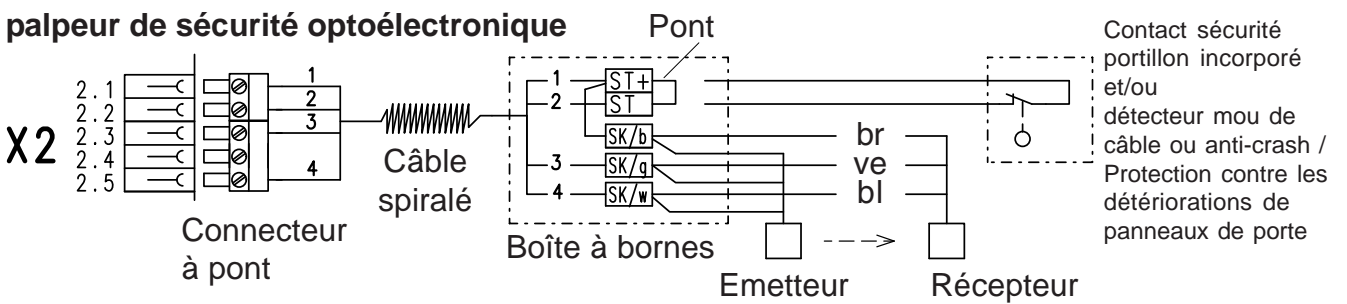 palpeur de sécurité optoélectronique
Pont
Contact sécurité
portillon incorporé
et/ou
détecteur mou de
câble ou anti-crash /
Protection contre les
détériorations de
panneaux de porte
X2
2.1
2.2
2.3
2.4
2.5
1
2
3
4
Connecteur
à pont
Câble
spiralé
1
2
3
4
ST+
ST
SK/b
SK/g
SK/w
Boîte à bornes
br
ve
bl
Emetteur
Récepteur